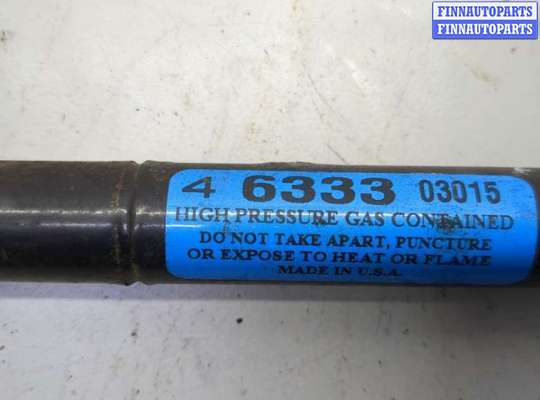 FINNAUTOPARTS
FINNAUTOPARTS
4 6333 03015
HIGH PRESSURE GAS CONTAINED
DO NOT TAKE APART, PUNCTURE
OR EXPOSE TO HEAT OR FLAME
MADE IN U.S.A.